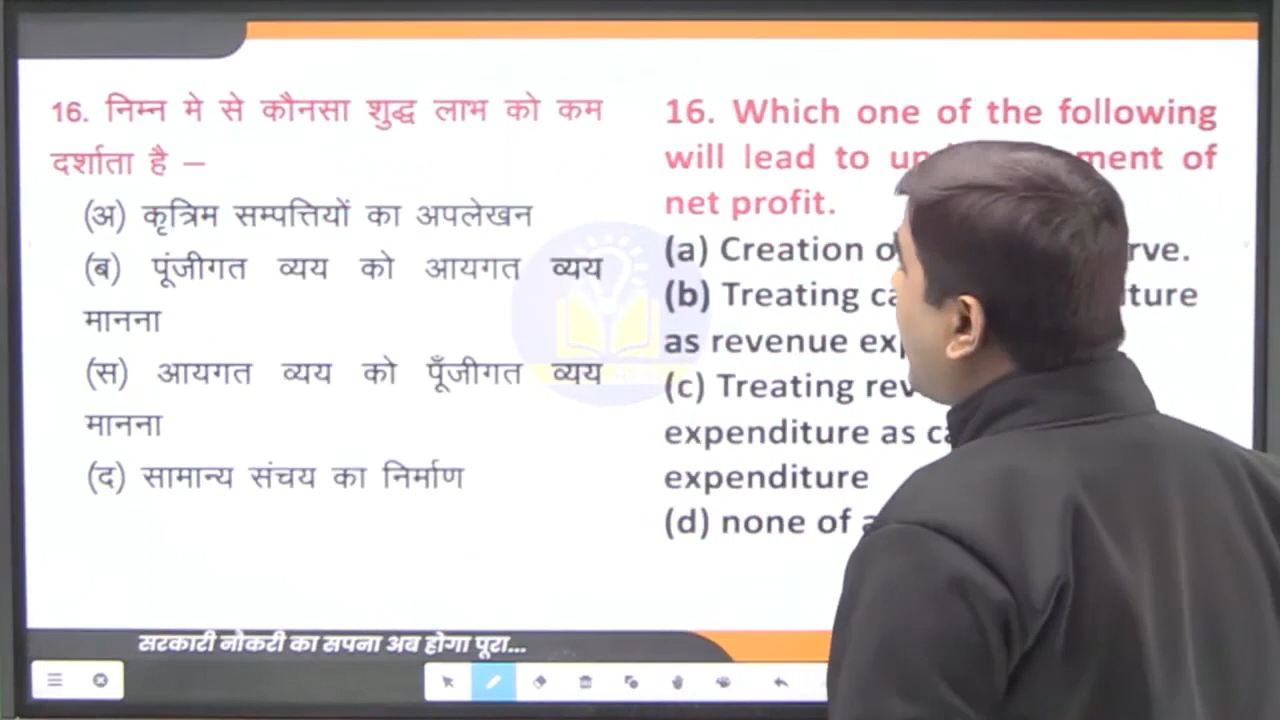 16. निम्न मे से कौनसा शुद्ध लाभ को कम
दर्शाता है –
(अ) कृत्रिम सम्पत्तियों का अपलेखन
(ब) पूंजीगत व्यय को आयगत व्यय
मानना
(स) आयगत व्यय को पूँजीगत व्यय
मानना
(द) सामान्य संचय का निर्माण
16. Which one of the following
will lead to of
net profit.
(a) Creation
(b) Treating
as revenue
(c) Treating
expenditure as
expenditure
(d) none of
सरकारी नोकरी का सपना अब होगा पूरा...